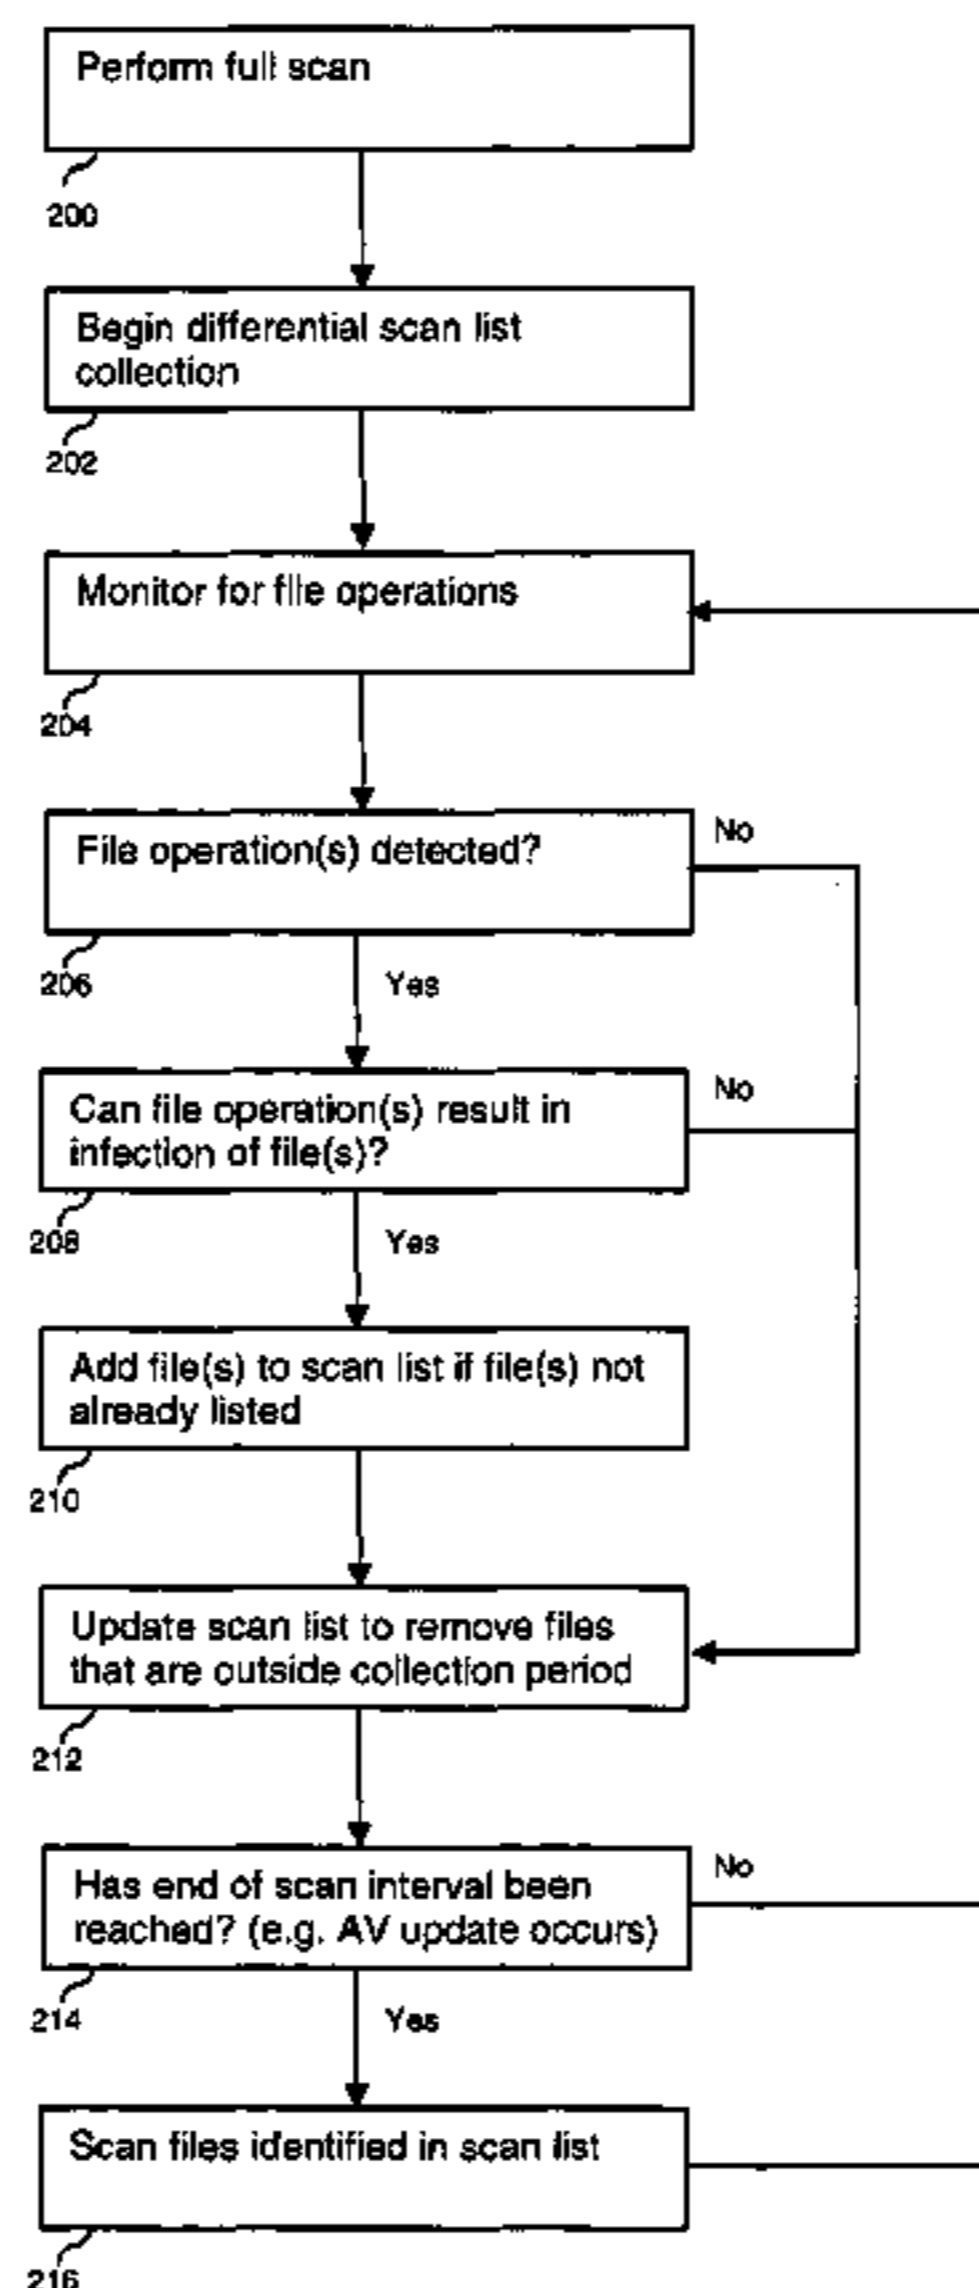 Perform full scan
200
Begin differential scan list
collection
202
Monitor for file operations
204
File operation(s) detected?
No
206
Yes
Can file operation(s) result in
infection of file(s)?
No
208
Yes
Add file(s) to scan list if file(s) not
already listed
210
Update scan list to remove files
that are outside collection period
212
Has end of scan interval been
reached? (e.g. AV update occurs)
No
214
Yes
Scan files identified in scan list
216